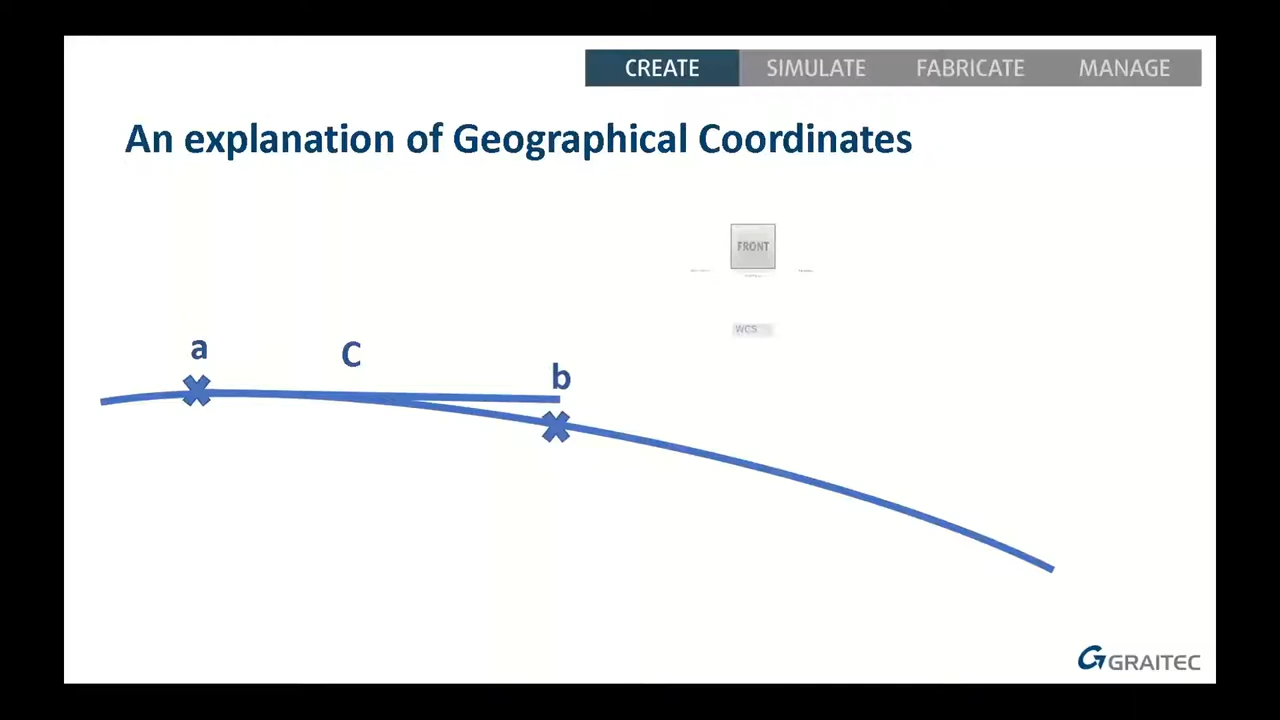 CREATE SIMULATE FABRICATE MANAGE
An explanation of Geographical Coordinates
FRONT
WCS
a
C
b
GRAITEC